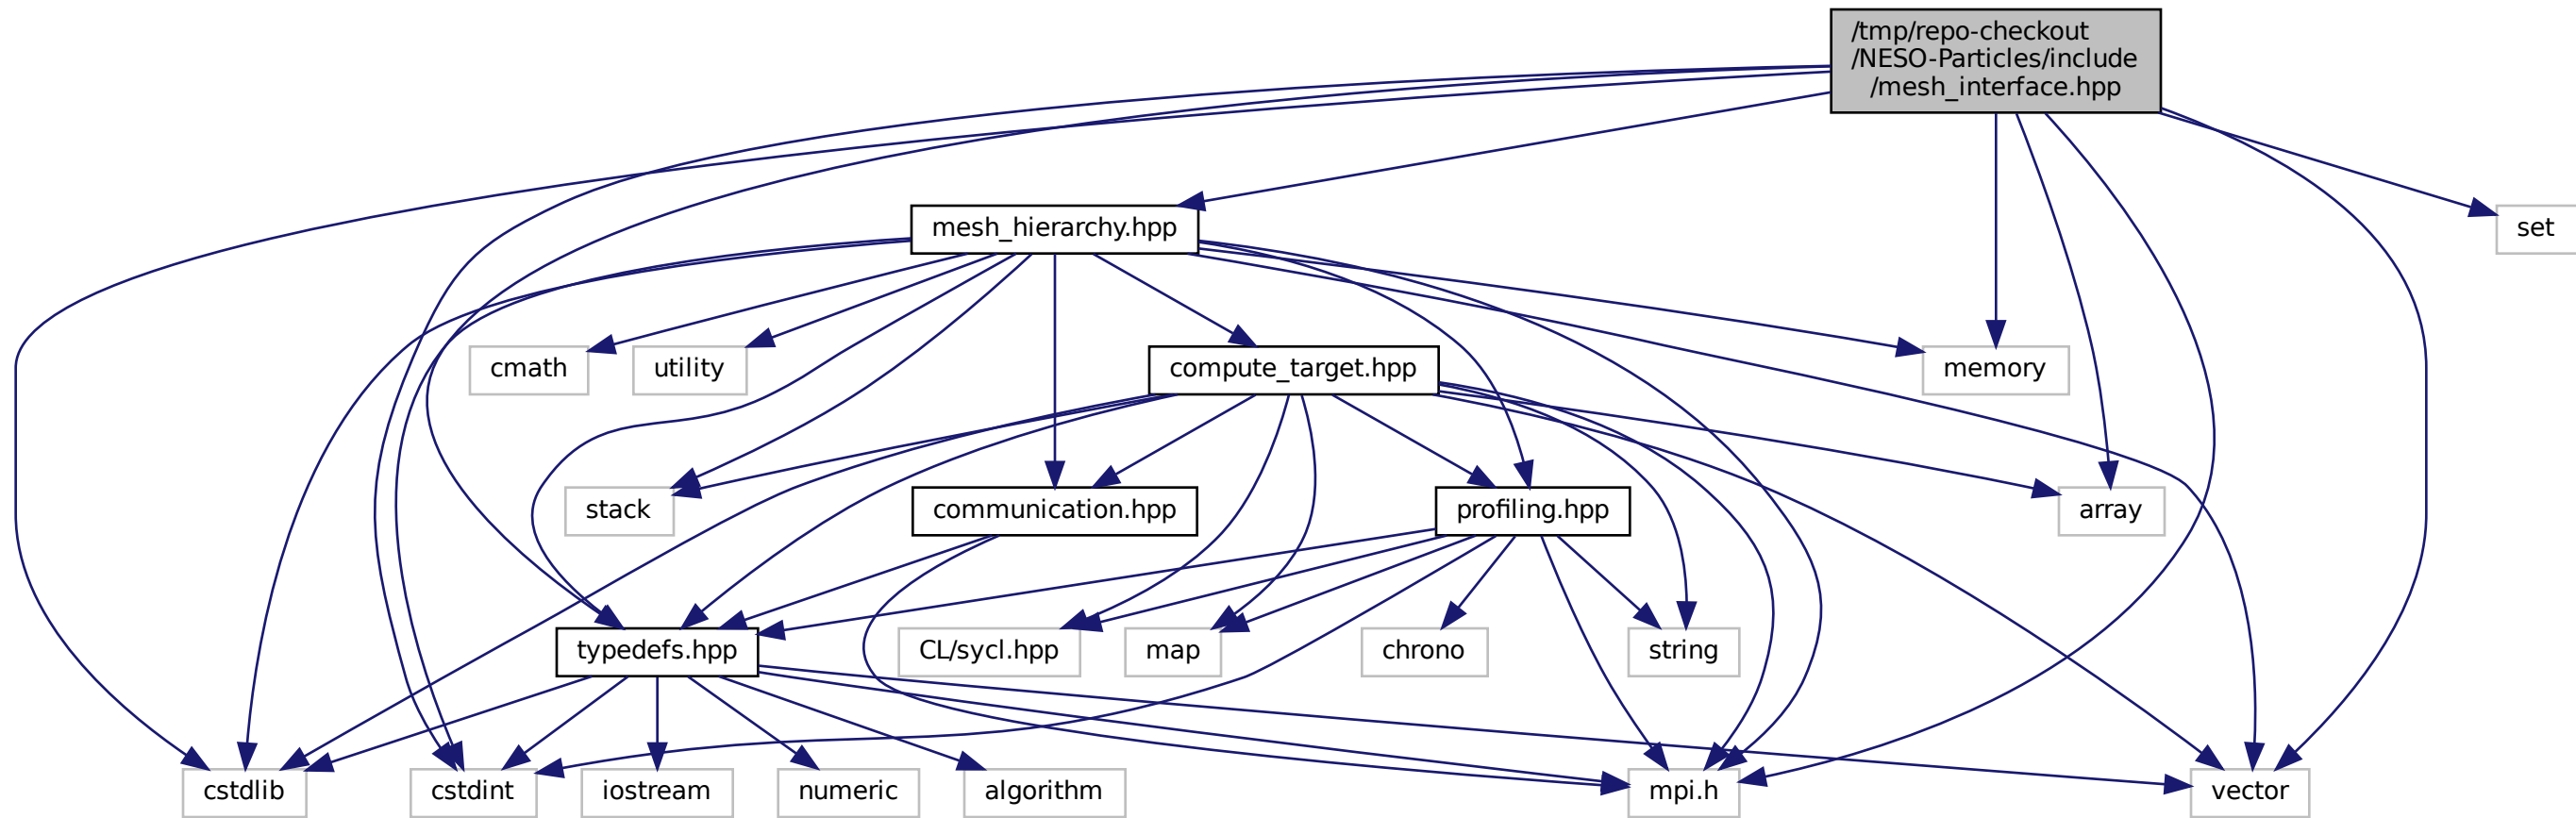 /tmp/repo-checkout
/NESO-Particles/include
/mesh_interface.hpp
mesh_hierarchy.hpp
set
cmath
utility
compute_target.hpp
memory
stack
communication.hpp
profiling.hpp
array
typedefs.hpp
CL/sycl.hpp
map
chrono
string
cstdlib
cstdint
iostream
numeric
algorithm
mpi.h
vector